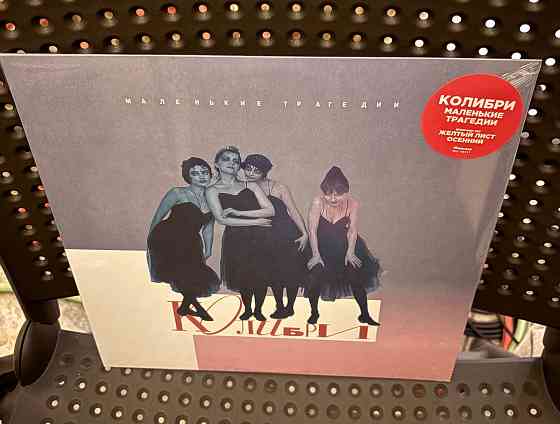 МАЛЕНЬКИЕ ТРАГЕДИИ
КОЛИБРИ
МАЛЕНЬКИЕ
ТРАГЕДИИ
ЖЕЛТЫЙ ЛИСТ
ОСЕННИЙ
КОЛИБРИ